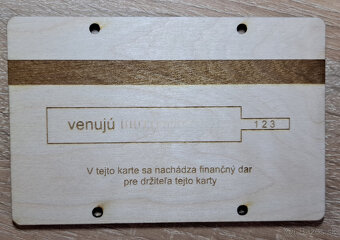 venujú
123
V tejto karte sa nachádza finančný dar
pre držiteľa tejto karty